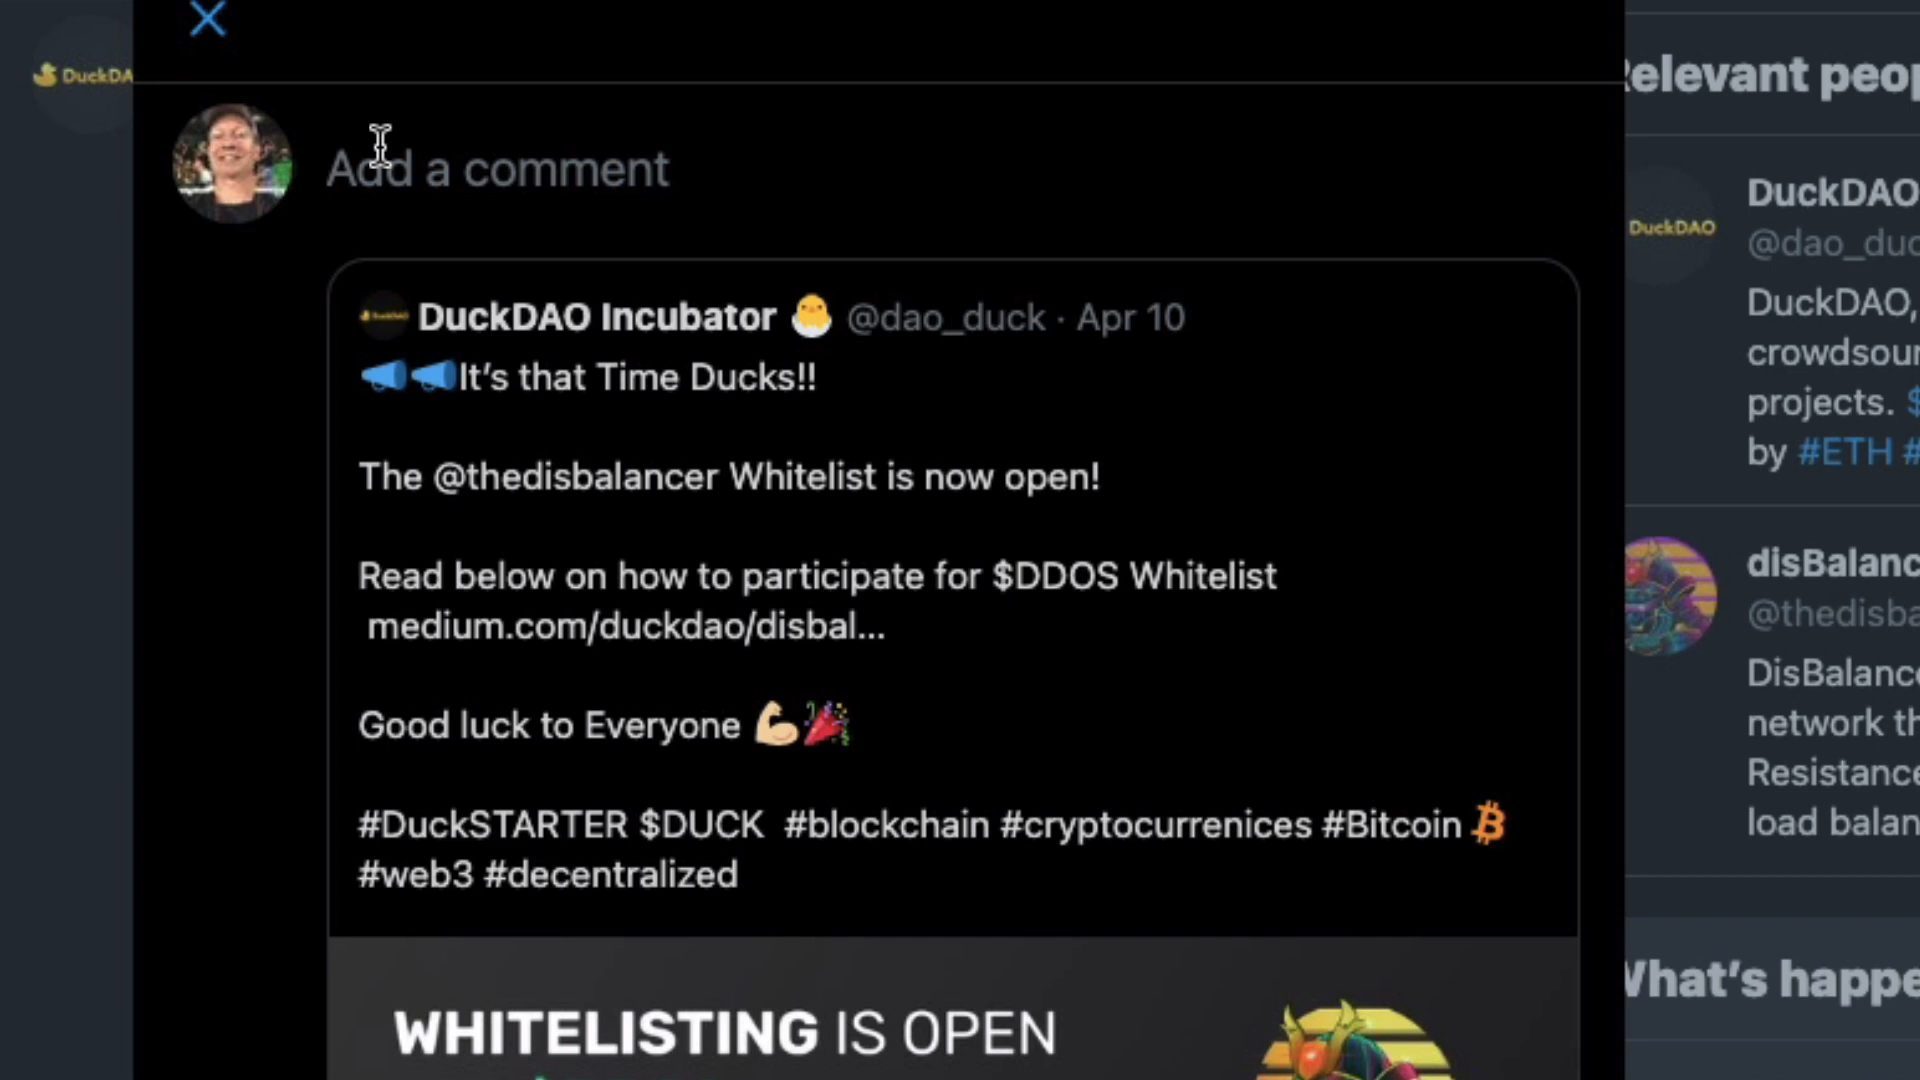 DuckDA
Add a comment
DuckDAO Incubator 🐣 @dao_duck · Apr 10
📣📣It's that Time Ducks!!
The @thedisbalancer Whitelist is now open!
Read below on how to participate for $DDOS Whitelist
medium.com/duckdao/disbal...
Good luck to Everyone 💪🏼🎉
#DuckSTARTER $DUCK #blockchain #cryptocurrenices #Bitcoin
#web3 #decentralized
WHITELISTING IS OPEN
Relevant peop
DuckDAO
DuckDAO
@dao_duc
DuckDAO,
crowdsour
projects. $
by #ETH #
disBalanc
@thedisba
DisBalance
network th
Resistance
load balan
What's happe